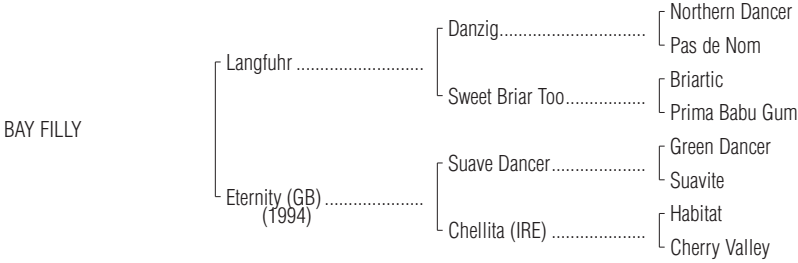 Northern Dancer
Danzig..............................
Pas de Nom
Langfuhr ..........................
Briartic
Sweet Briar Too................
Prima Babu Gum
BAY FILLY
Green Dancer
Suave Dancer...................
Suavite
Eternity (GB) ....................
(1994)
Habitat
Chellita (IRE) ...................
Cherry Valley